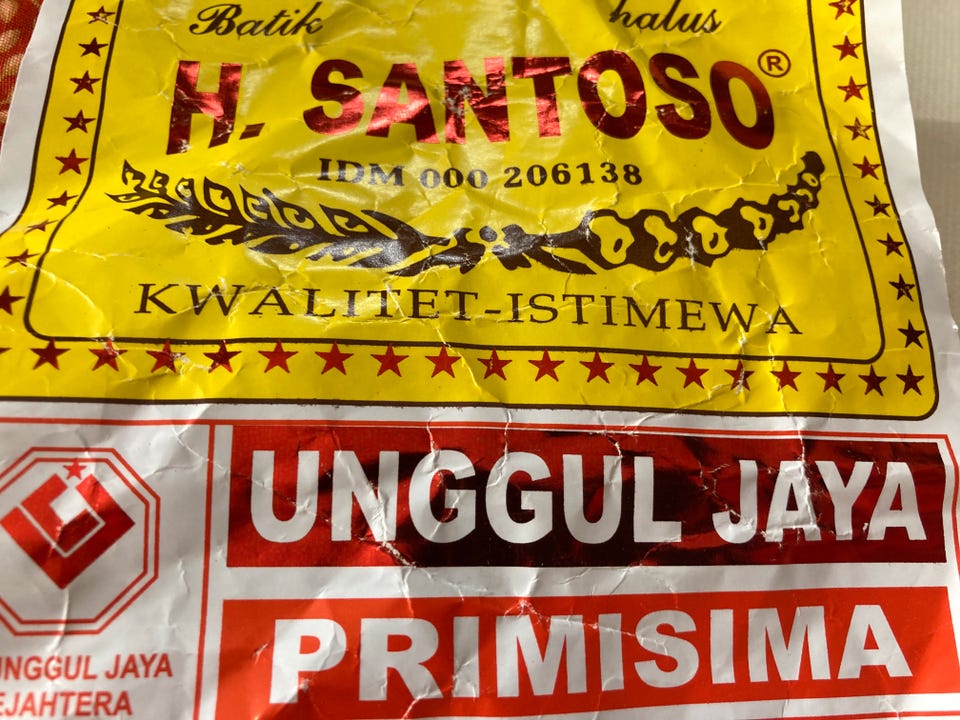 Batik halus
H. SANTOSO®
IDM 000 206138
KWALITET-ISTIMEWA
UNGGUL JAYA
PRIMISIMA
UNGGUL JAYA
EJAHTERA